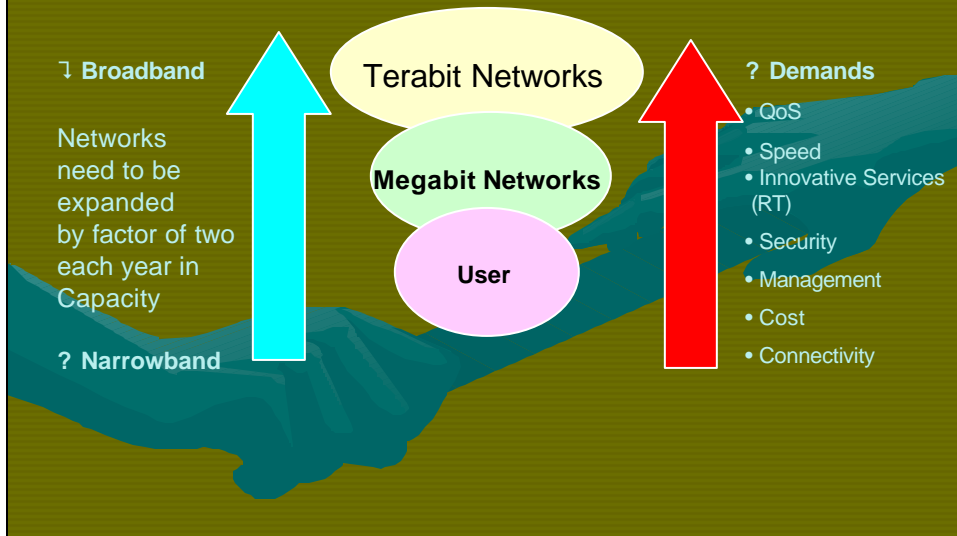 ʅ Broadband
Networks
need to be
expanded
by factor of two
each year in
Capacity
? Narrowband
Terabit Networks
Megabit Networks
User
? Demands
• QoS
• Speed
• Innovative Services
(RT)
• Security
• Management
• Cost
• Connectivity